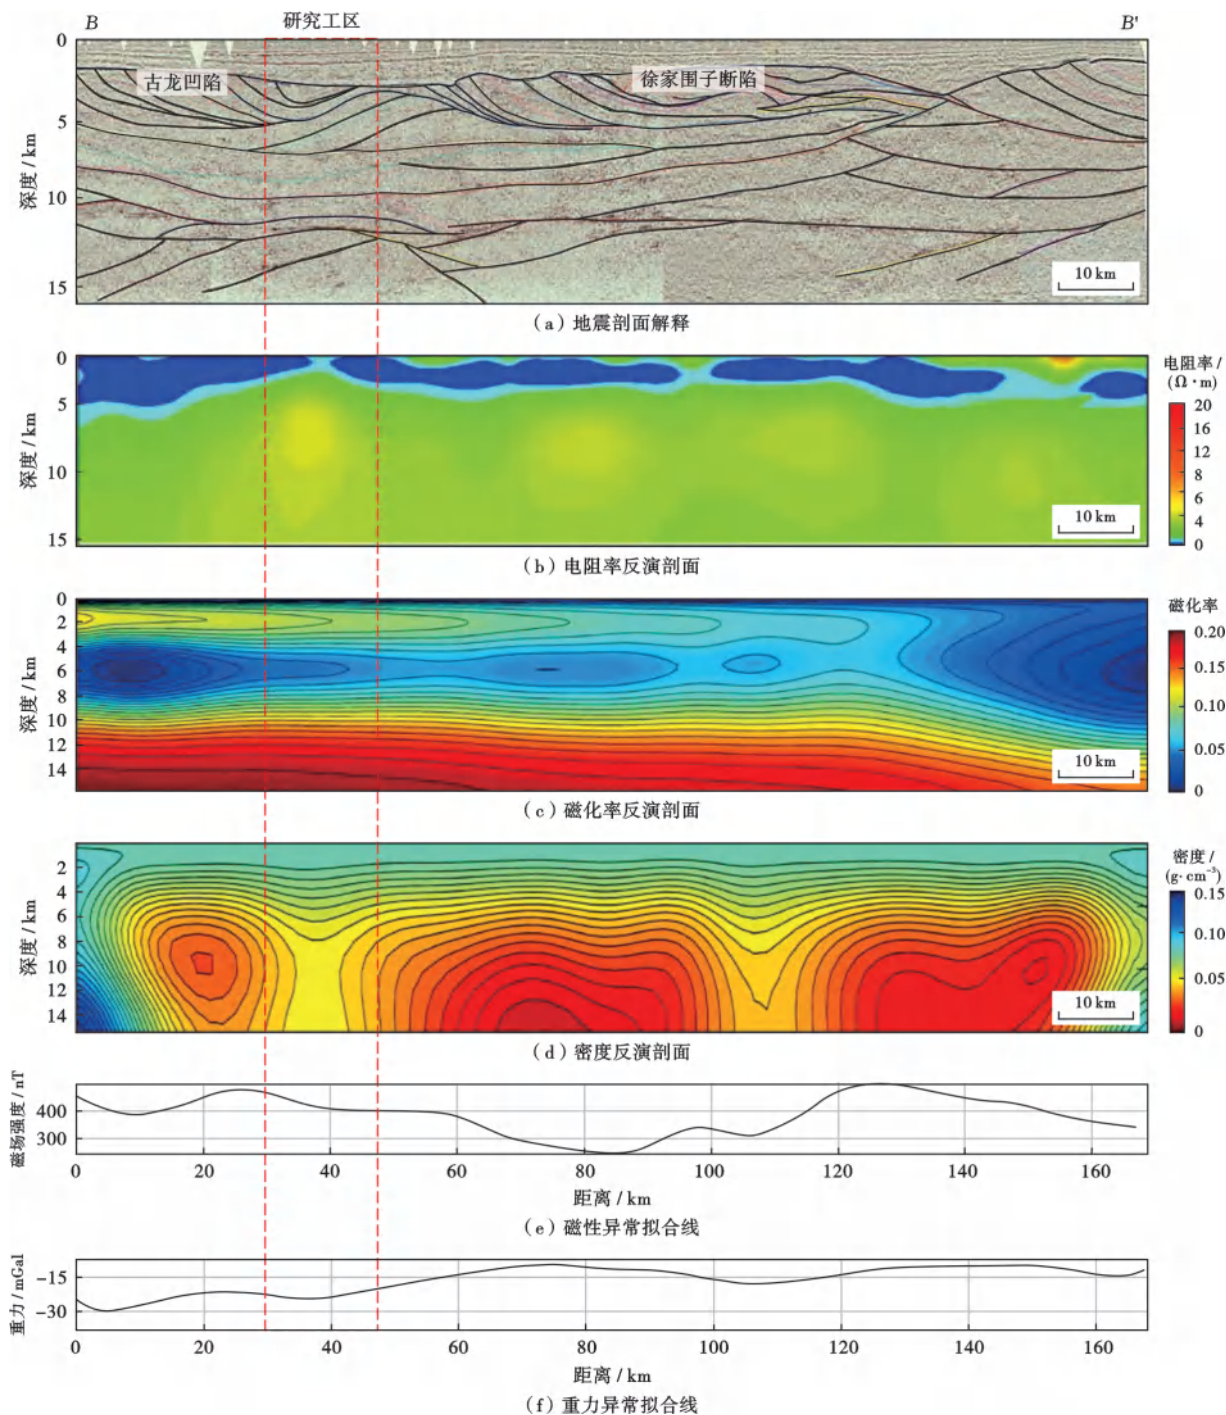 B 研究工区 B'
古龙凹陷 徐家围子断陷
深度 / km
0
5
10
15
10 km
(a) 地震剖面解释
深度 / km
0
5
10
15
10 km
电阻率 /
(Ω·m)
20
16
10
6
4
2
0
(b) 电阻率反演剖面
深度 / km
0
2
4
6
8
10
12
14
10 km
磁化率
0.20
0.15
0.10
0.05
0
(c) 磁化率反演剖面
深度 / km
2
4
6
8
10
12
14
10 km
密度 /
(g·cm⁻³)
0.15
0.10
0.05
0
(d) 密度反演剖面
磁场强度 / nT
400
300
0 20 40 60 80 100 120 140 160
距离 / km
(e) 磁性异常拟合线
重力 / mGal
-15
-30
0 20 40 60 80 100 120 140 160
距离 / km
(f) 重力异常拟合线